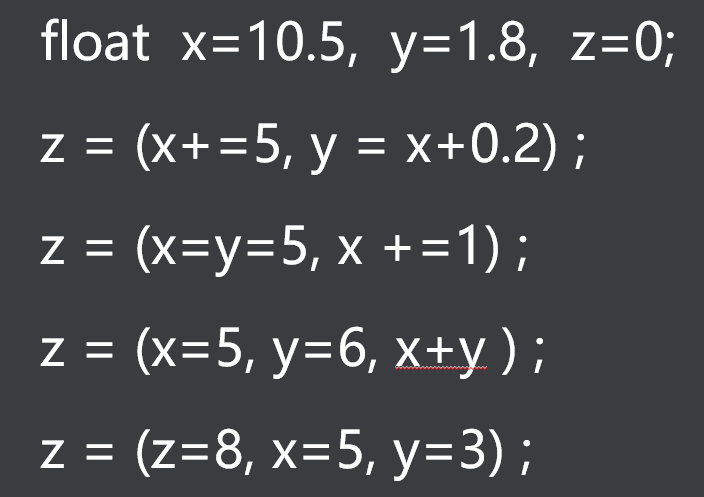 float x=10.5, y=1.8, z=0;
z = (x+=5, y = x+0.2) ;
z = (x=y=5, x +=1) ;
z = (x=5, y=6, x+y ) ;
z = (z=8, x=5, y=3) ;